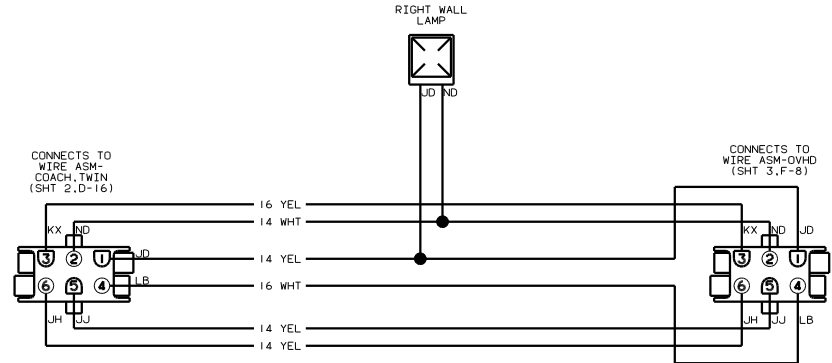 RIGHT WALL
LAMP
JD ND
CONNECTS TO
WIRE ASM-
COACH,TWIN
(SHT 2,D-16)
CONNECTS TO
WIRE ASM-OVHD
(SHT 3,F-8)
16 YEL
14 WHT
KX ND
KX ND JD
3 2 1 JD
14 YEL
3 2 1
6 5 4 LB
16 WHT
6 5 4
JH JJ
JH JJ LB
14 YEL
14 YEL